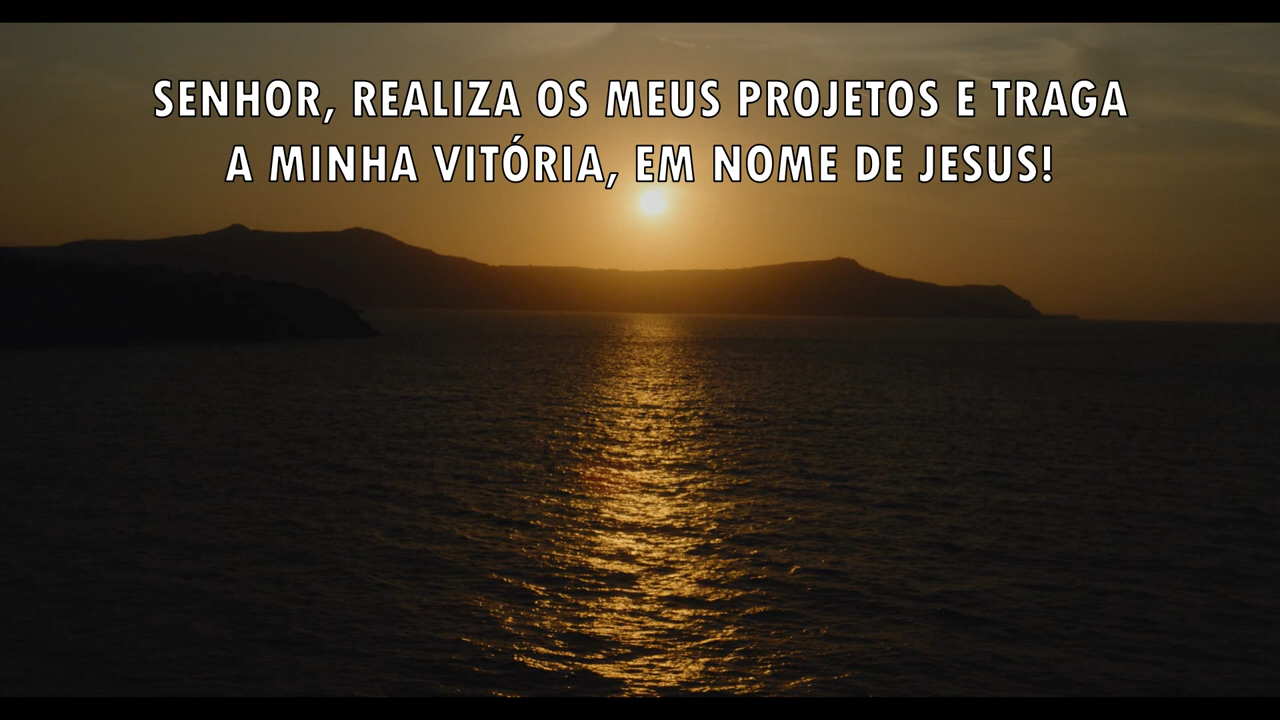 SENHOR, REALIZA OS MEUS PROJETOS E TRAGA
A MINHA VITÓRIA, EM NOME DE JESUS!